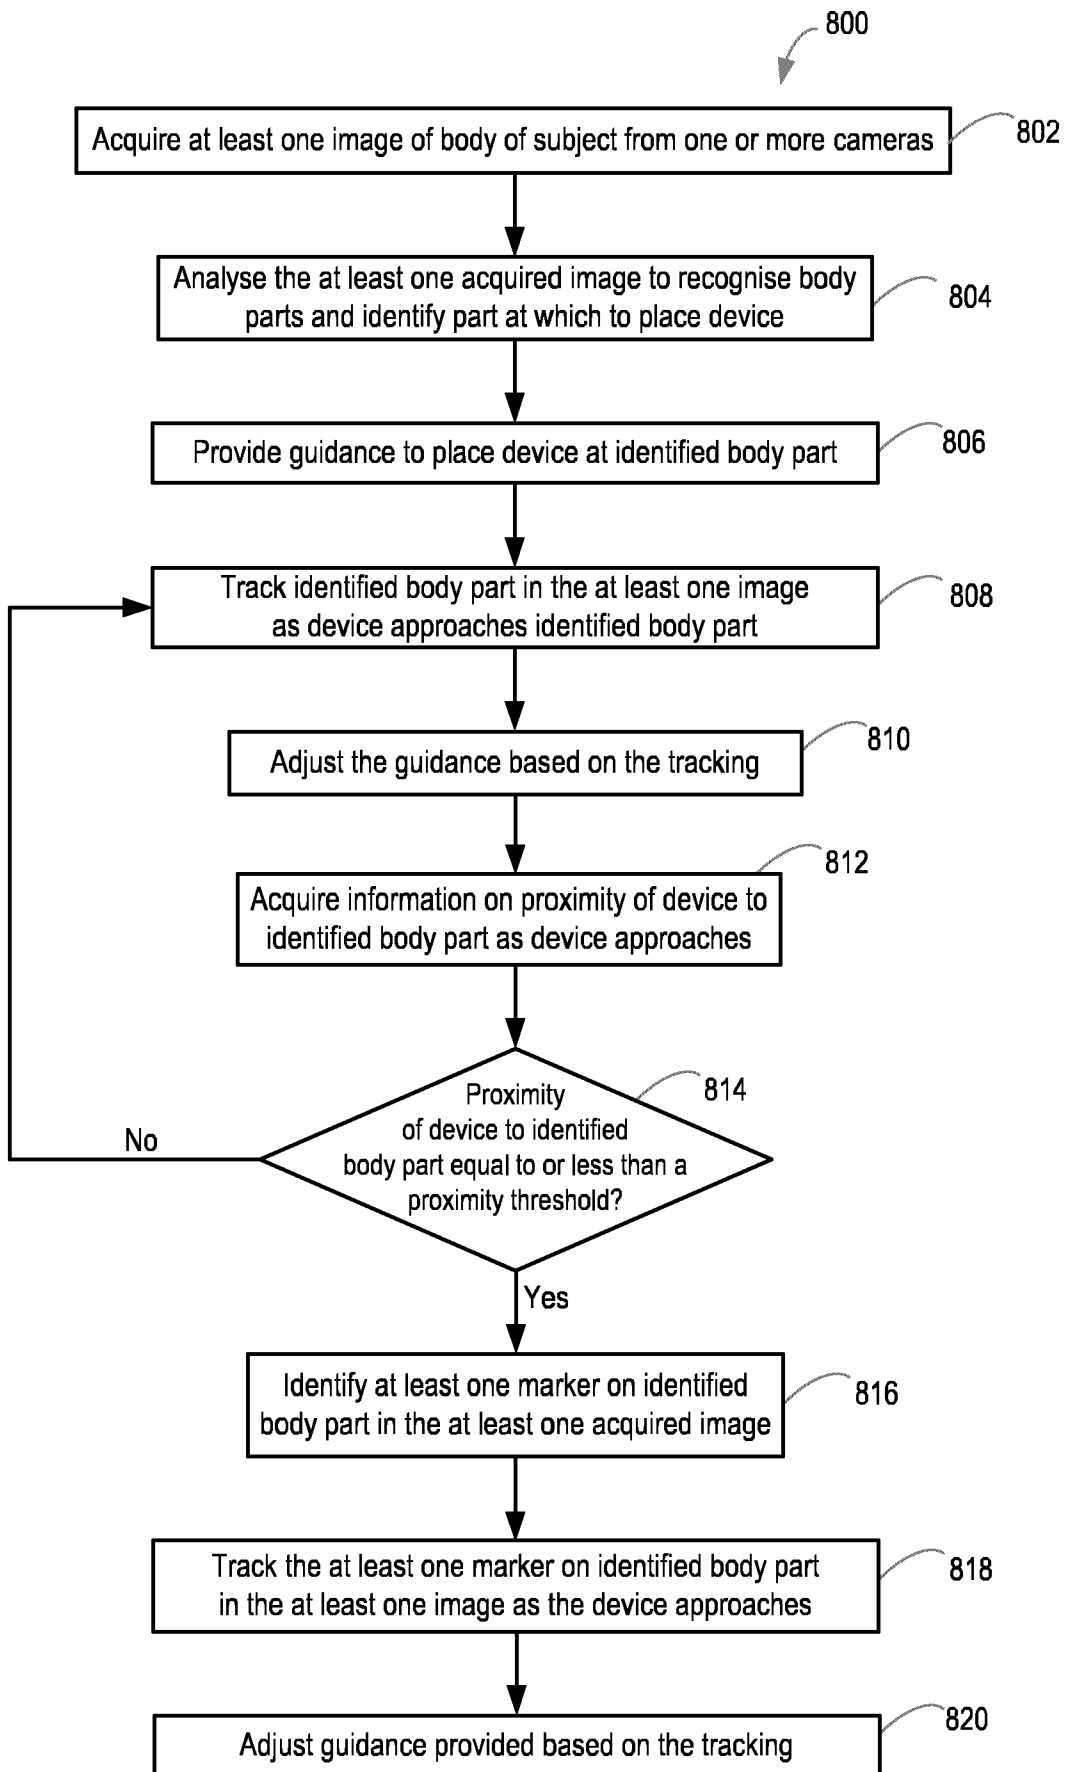 800
Acquire at least one image of body of subject from one or more cameras
802
Analyse the at least one acquired image to recognise body
parts and identify part at which to place device
804
Provide guidance to place device at identified body part
806
Track identified body part in the at least one image
as device approaches identified body part
808
Adjust the guidance based on the tracking
810
Acquire information on proximity of device to
identified body part as device approaches
812
Proximity
of device to identified
body part equal to or less than a
proximity threshold?
814
No
Yes
Identify at least one marker on identified
body part in the at least one acquired image
816
Track the at least one marker on identified body part
in the at least one image as the device approaches
818
Adjust guidance provided based on the tracking
820